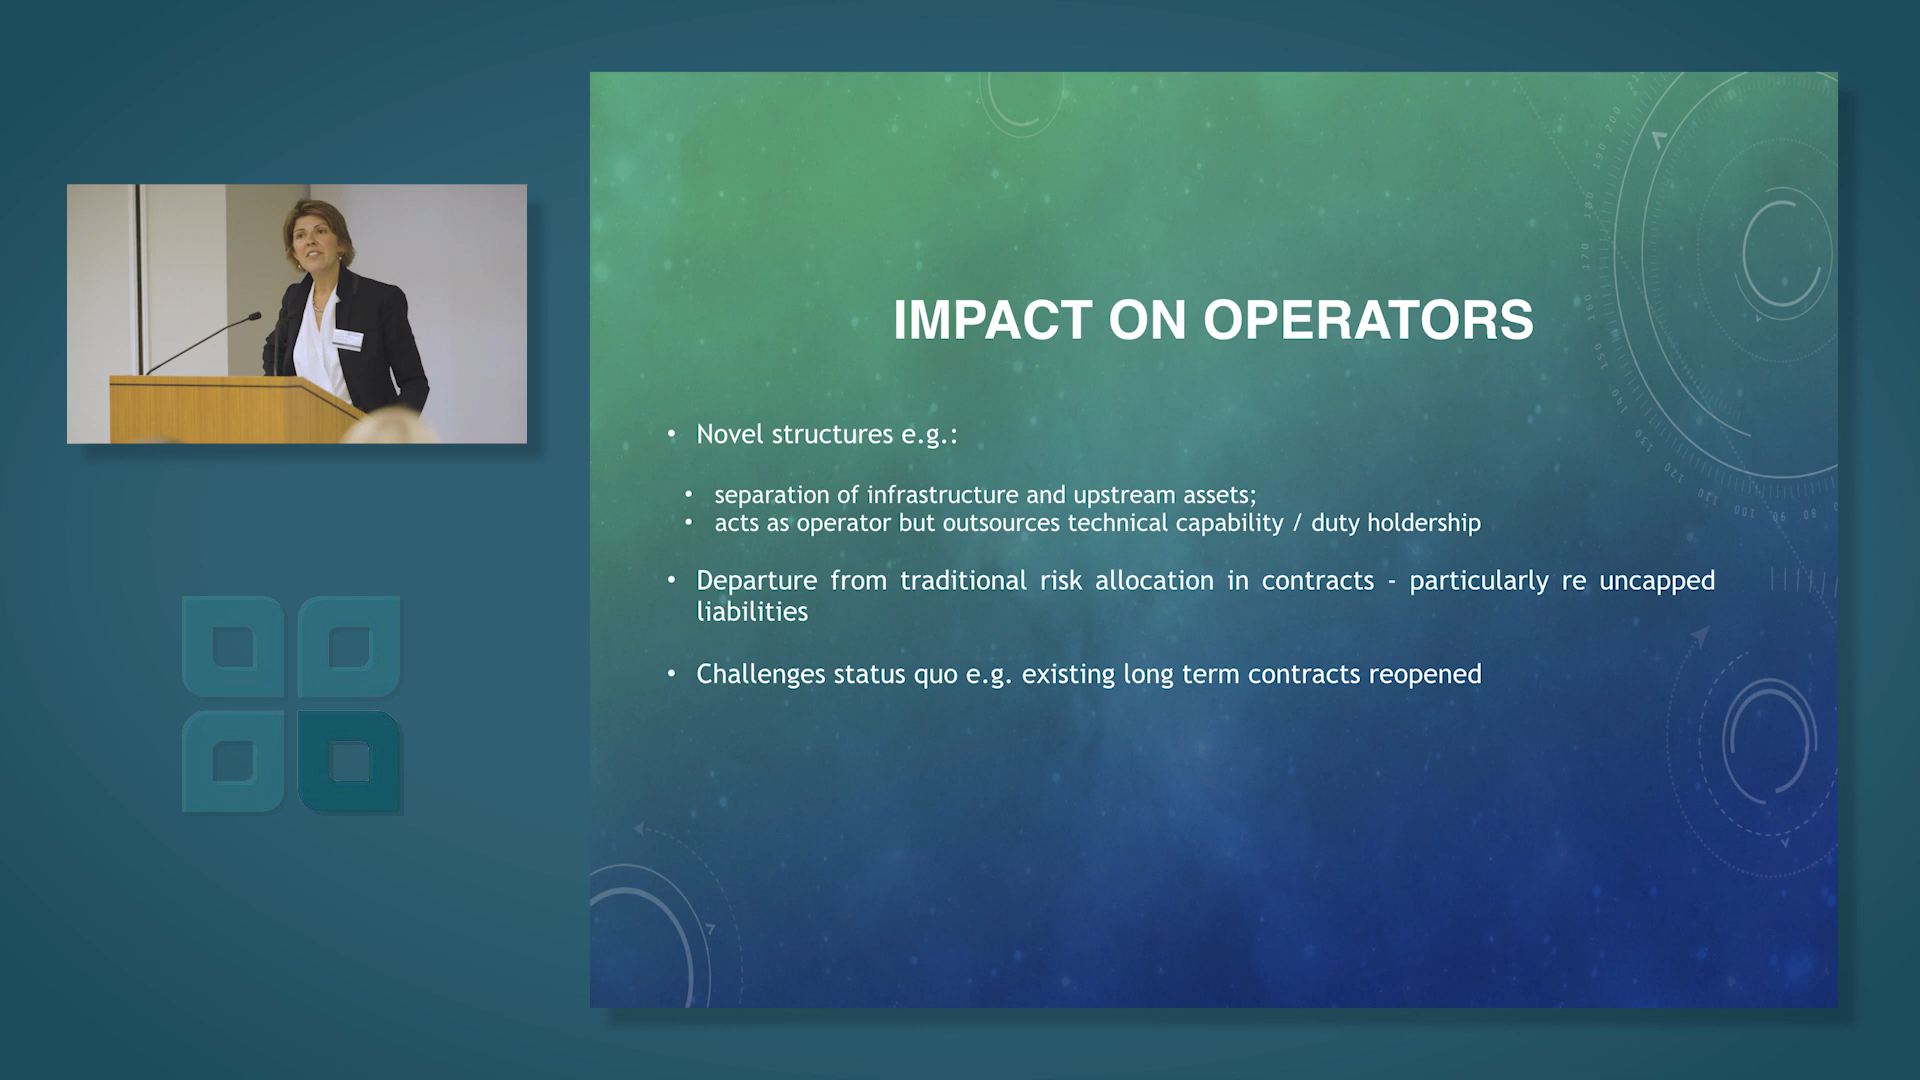 IMPACT ON OPERATORS
• Novel structures e.g.:
• separation of infrastructure and upstream assets;
• acts as operator but outsources technical capability / duty holdership
• Departure from traditional risk allocation in contracts - particularly re uncapped
liabilities
• Challenges status quo e.g. existing long term contracts reopened